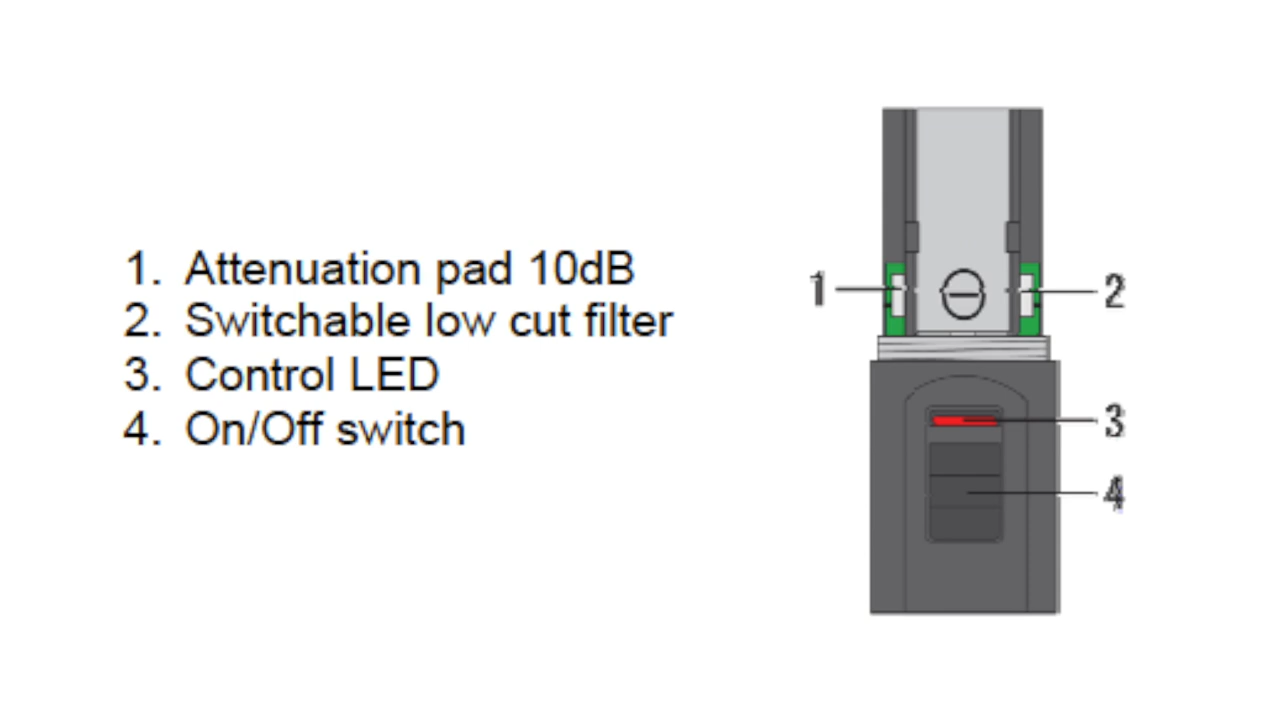 1. Attenuation pad 10dB
2. Switchable low cut filter
3. Control LED
4. On/Off switch
1
2
3
4